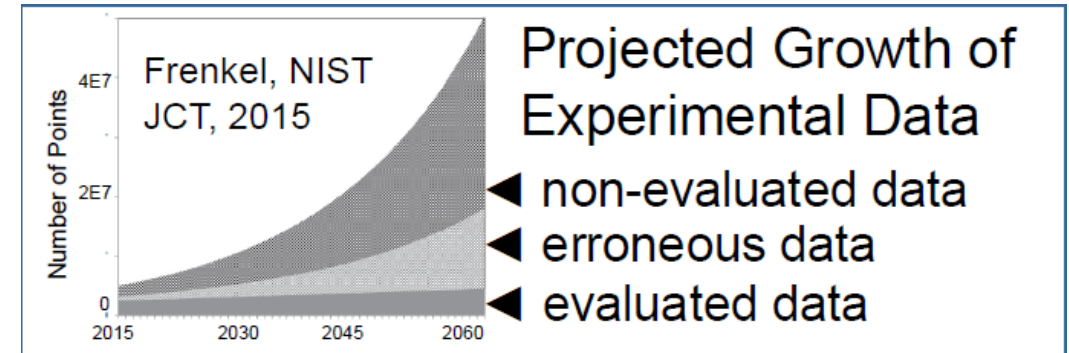 Frenkel, NIST
JCT, 2015
Number of Points
4E7
2E7
0
2015 2030 2045 2060
Projected Growth of
Experimental Data
◄ non-evaluated data
◄ erroneous data
◄ evaluated data